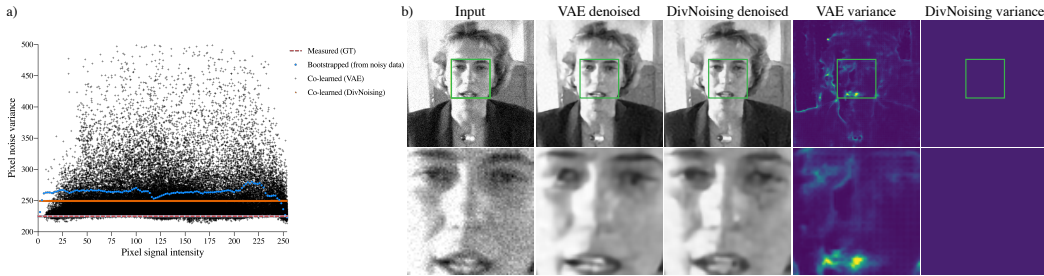 a)
500
450
400
350
300
250
200
Pixel noise variance
0 25 50 75 100 125 150 175 200 225 250
Pixel signal intensity
Measured (GT)
Bootstrapped (from noisy data)
Co-learned (VAE)
Co-learned (DivNoising)
b) Input VAE denoised DivNoising denoised VAE variance DivNoising variance